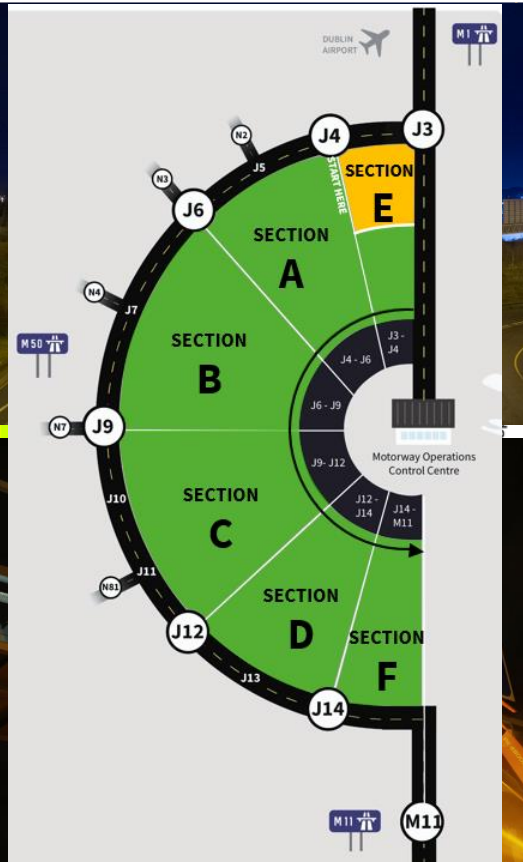 M1
DUBLIN
AIRPORT
J4
J3
N2
J5
START HERE
SECTION
E
N3
J6
SECTION
A
N4
J7
SECTION
B
J3 -
J4
J4 - J6
J6 - J9
M50
N7
J9
J9- J12
Motorway Operations
Control Centre
J12 -
J14
J14 -
M11
J10
SECTION
C
J11
N81
J12
SECTION
D
SECTION
F
J13
J14
M11
M11